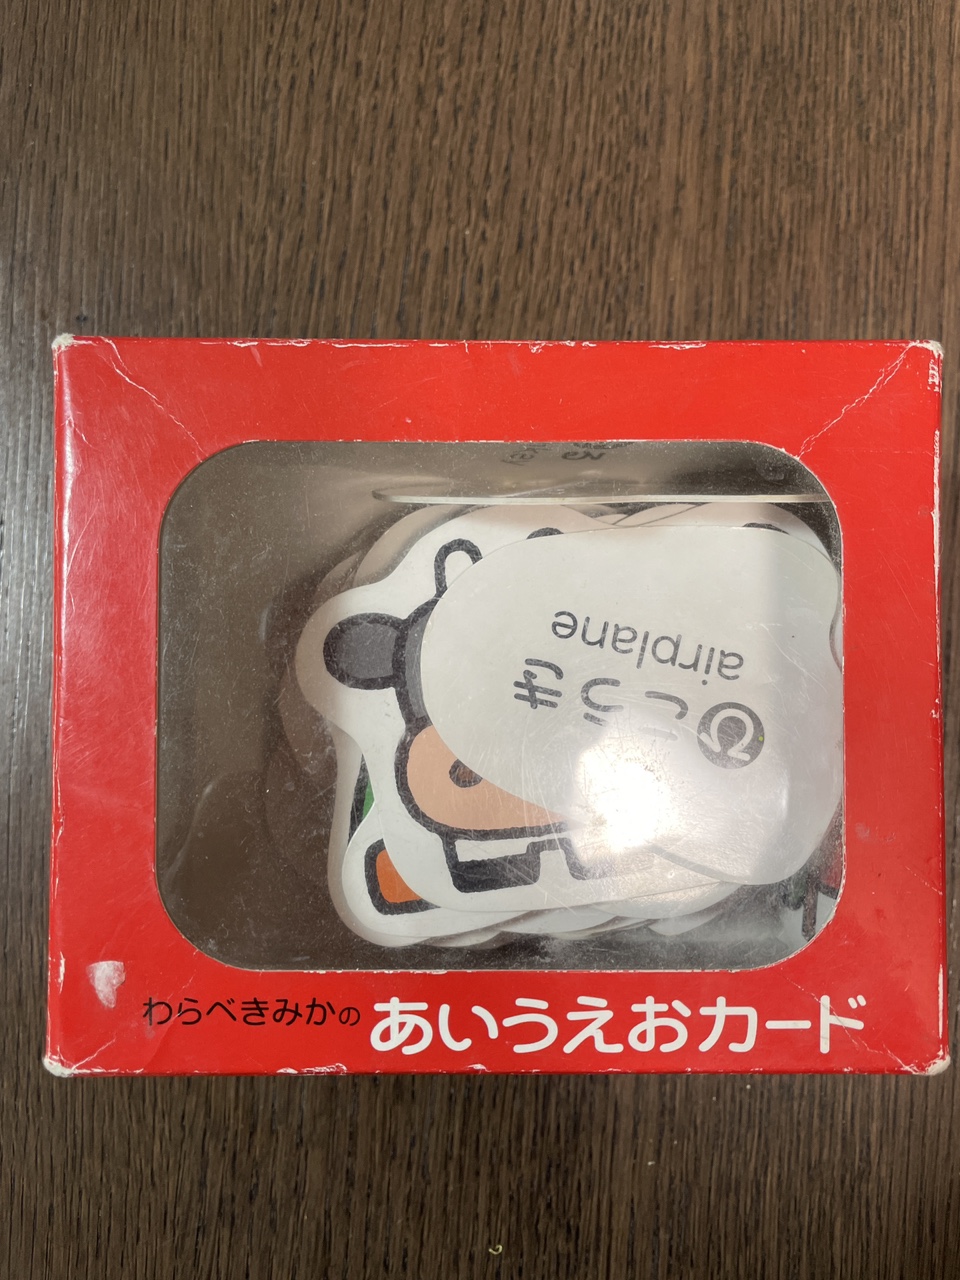 ひこうき
airplane
わらべきみかの あいうえおカード